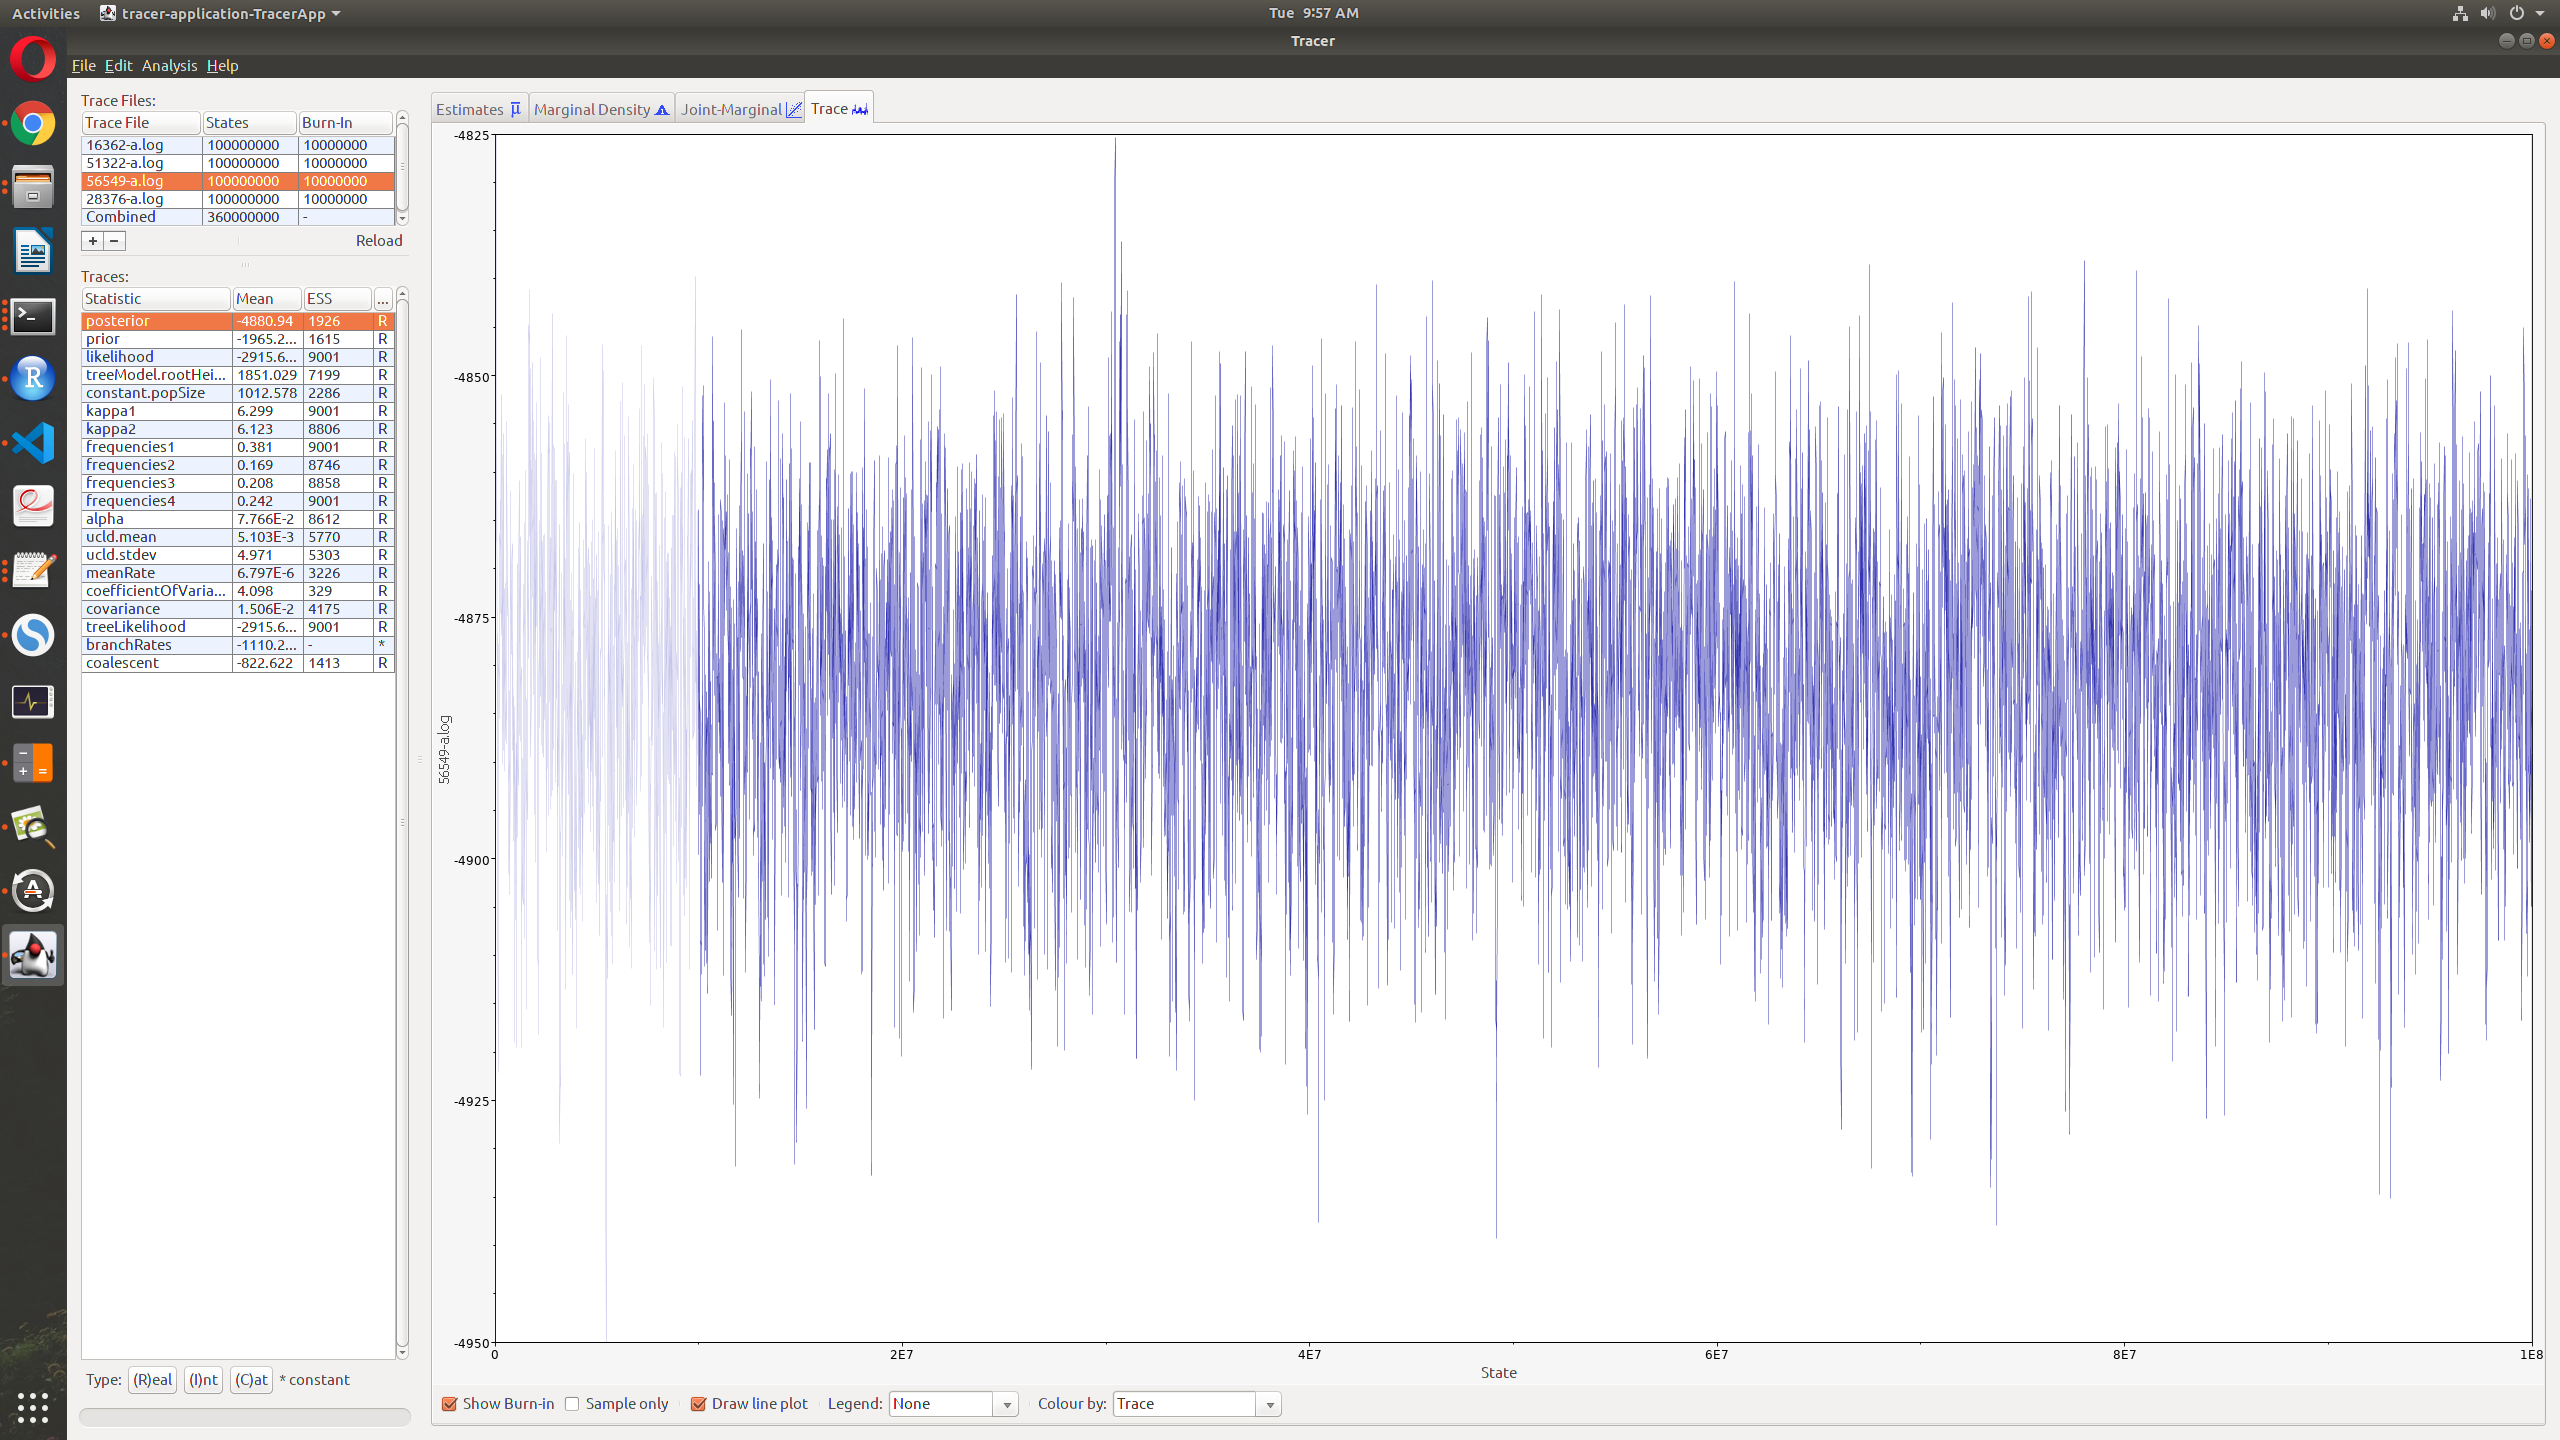 Activities tracer-application-TracerApp Tue 9:57 AM
Tracer
File Edit Analysis Help
Trace Files:
Trace File States Burn-In
16362-a.log 100000000 10000000
51322-a.log 100000000 10000000
56549-a.log 100000000 10000000
28376-a.log 100000000 10000000
Combined 360000000 -
+ - Reload
Traces:
Statistic Mean ESS ...
posterior -4880.94 1926 R
prior -1965.2... 1615 R
likelihood -2915.6... 9001 R
treeModel.rootHei... 1851.029 7199 R
constant.popSize 1012.578 2286 R
kappa1 6.299 9001 R
kappa2 6.123 8806 R
frequencies1 0.381 9001 R
frequencies2 0.169 8746 R
frequencies3 0.208 8858 R
frequencies4 0.242 9001 R
alpha 7.766E-2 8612 R
ucld.mean 5.103E-3 5770 R
ucld.stdev 4.971 5303 R
meanRate 6.797E-6 3226 R
coefficientOfVaria... 4.098 329 R
covariance 1.506E-2 4175 R
treeLikelihood -2915.6... 9001 R
branchRates -1110.2... - *
coalescent -822.622 1413 R
Type: (R)eal (I)nt (C)at * constant
Estimates μ Marginal Density Joint-Marginal Trace
-4825
-4850
-4875
-4900
-4925
-4950
56549-a.log
0 2E7 4E7 6E7 8E7 1E8
State
Show Burn-in Sample only Draw line plot Legend: None Colour by: Trace